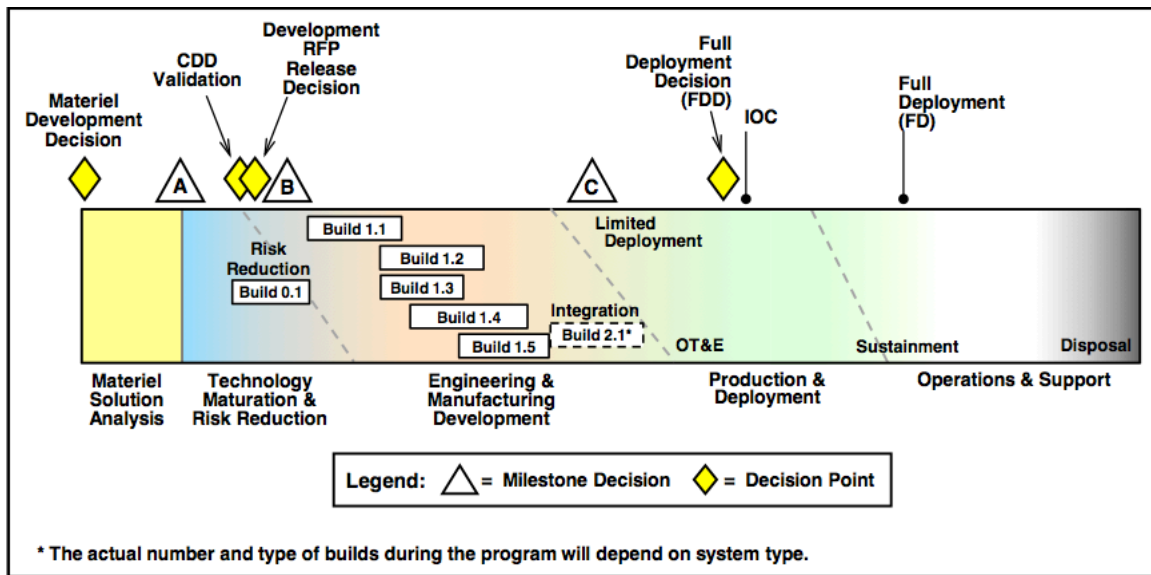 Materiel
Development
Decision
CDD
Validation
Development
RFP
Release
Decision
Full
Deployment
Decision
(FDD)
IOC
Full
Deployment
(FD)
A
B
C
Build 1.1
Limited
Deployment
Risk
Reduction
Build 1.2
Build 0.1
Build 1.3
Integration
Build 1.4
Build 2.1*
Build 1.5
OT&E
Sustainment
Disposal
Materiel
Solution
Analysis
Technology
Maturation &
Risk Reduction
Engineering &
Manufacturing
Development
Production &
Deployment
Operations & Support
Legend: = Milestone Decision = Decision Point
* The actual number and type of builds during the program will depend on system type.